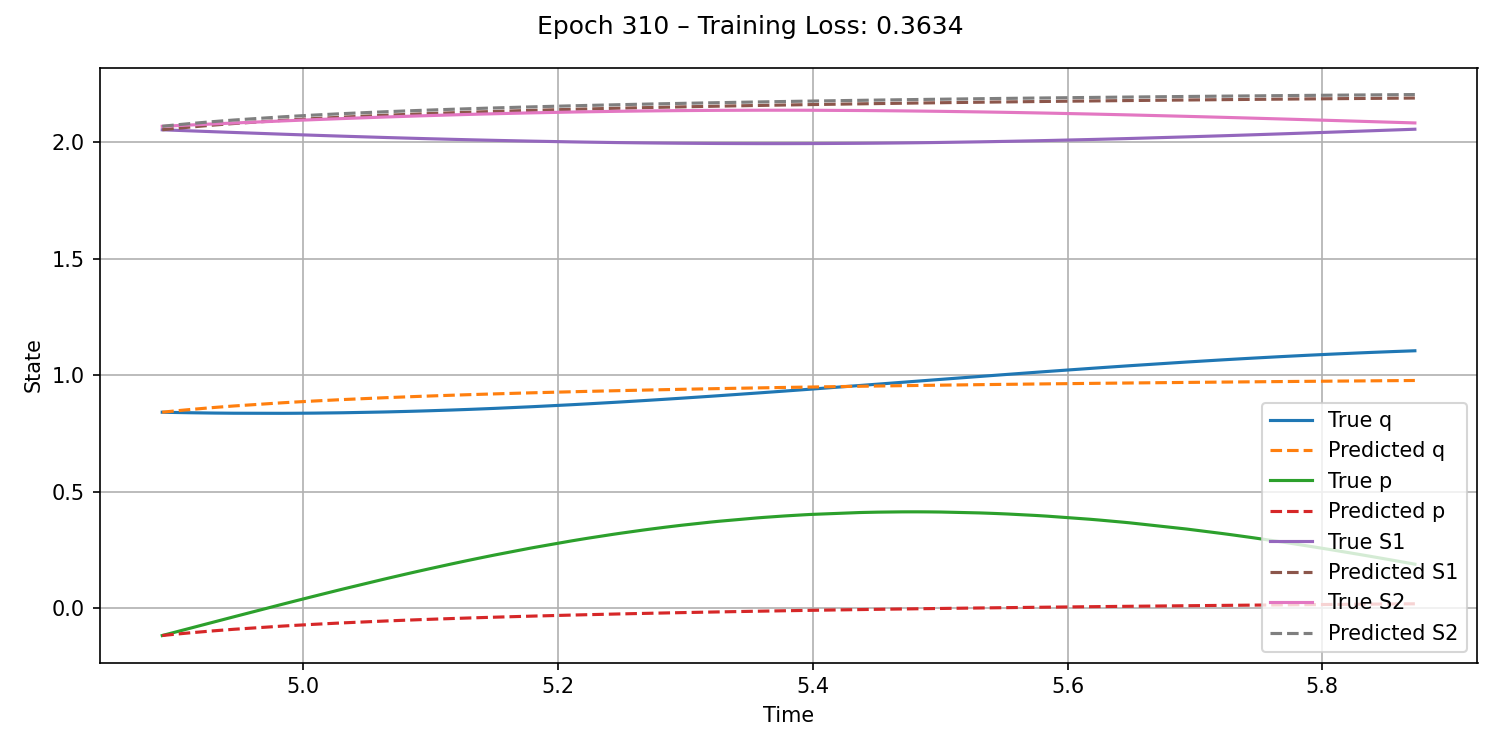 Epoch 310 – Training Loss: 0.3634
2.0
1.5
1.0
0.5
0.0
State
5.0 5.2 5.4 5.6 5.8
Time
True q
Predicted q
True p
Predicted p
True S1
Predicted S1
True S2
Predicted S2